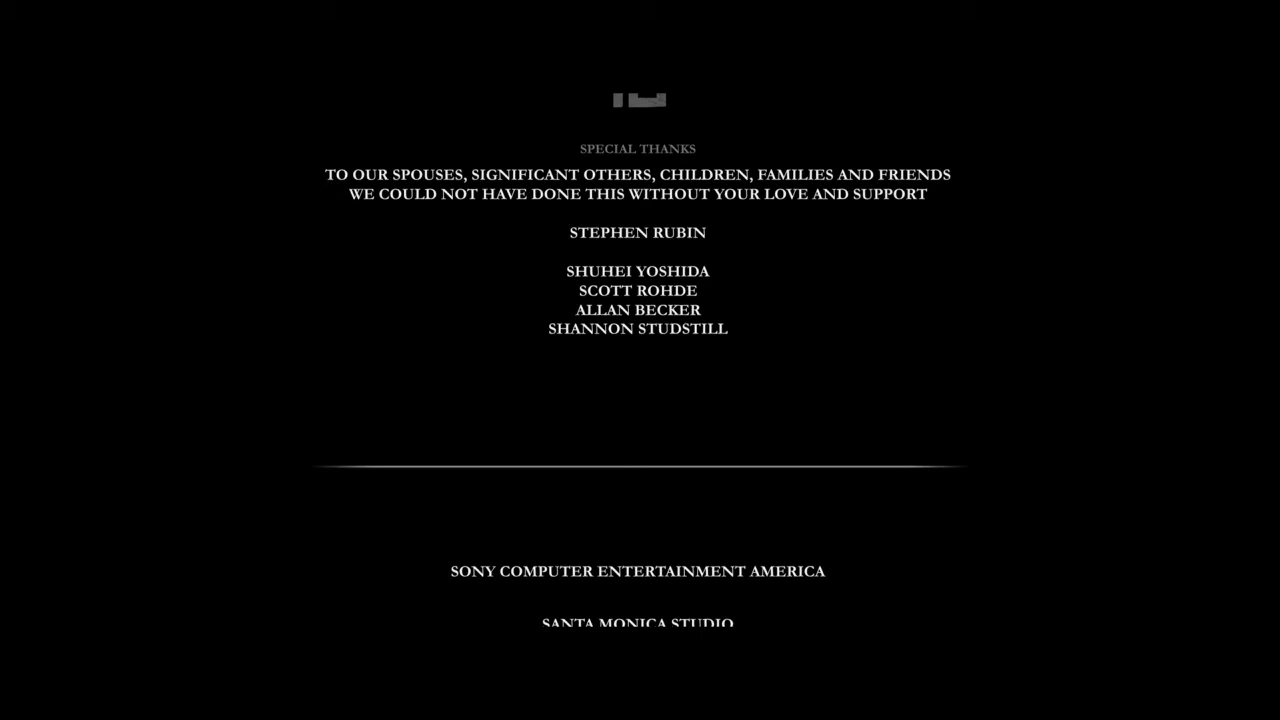 SPECIAL THANKS
TO OUR SPOUSES, SIGNIFICANT OTHERS, CHILDREN, FAMILIES AND FRIENDS
WE COULD NOT HAVE DONE THIS WITHOUT YOUR LOVE AND SUPPORT
STEPHEN RUBIN
SHUHEI YOSHIDA
SCOTT ROHDE
ALLAN BECKER
SHANNON STUDSTILL
SONY COMPUTER ENTERTAINMENT AMERICA
SANTA MONICA STUDIO